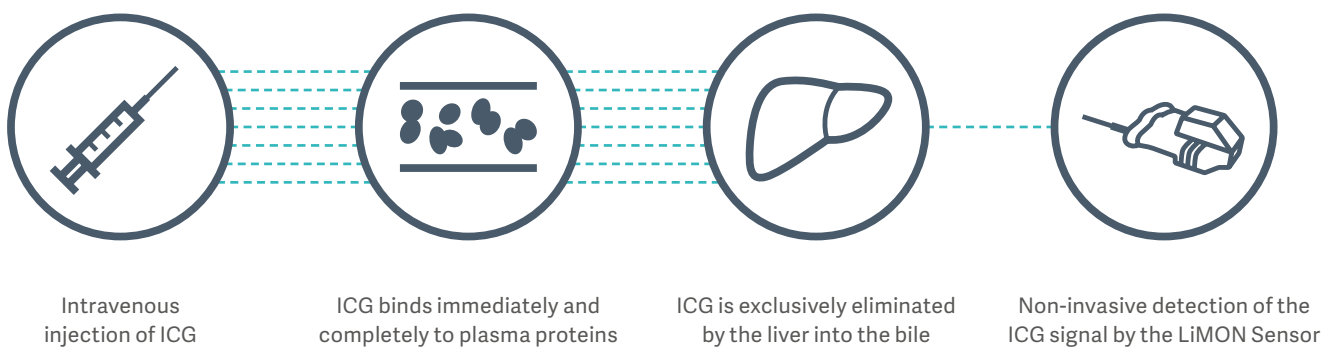 Intravenous
injection of ICG
ICG binds immediately and
completely to plasma proteins
ICG is exclusively eliminated
by the liver into the bile
Non-invasive detection of the
ICG signal by the LiMON Sensor